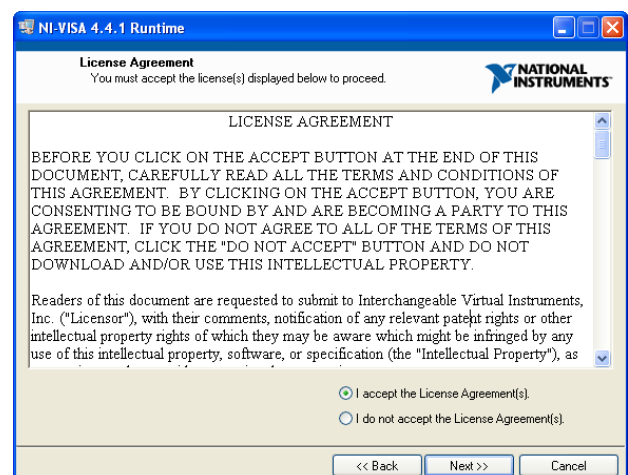 NI-VISA 4.4.1 Runtime
License Agreement
You must accept the license(s) displayed below to proceed.
NATIONAL
INSTRUMENTS
LICENSE AGREEMENT
BEFORE YOU CLICK ON THE ACCEPT BUTTON AT THE END OF THIS
DOCUMENT, CAREFULLY READ ALL THE TERMS AND CONDITIONS OF
THIS AGREEMENT.  BY CLICKING ON THE ACCEPT BUTTON, YOU ARE
CONSENTING TO BE BOUND BY AND ARE BECOMING A PARTY TO THIS
AGREEMENT.  IF YOU DO NOT AGREE TO ALL OF THE TERMS OF THIS
AGREEMENT, CLICK THE "DO NOT ACCEPT" BUTTON AND DO NOT
DOWNLOAD AND/OR USE THIS INTELLECTUAL PROPERTY.
Readers of this document are requested to submit to Interchangeable Virtual Instruments,
Inc. ("Licensor"), with their comments, notification of any relevant patent rights or other
intellectual property rights of which they may be aware which might be infringed by any
use of this intellectual property, software, or specification (the "Intellectual Property"), as
I accept the License Agreement(s).
I do not accept the License Agreement(s).
<< Back
Next >>
Cancel